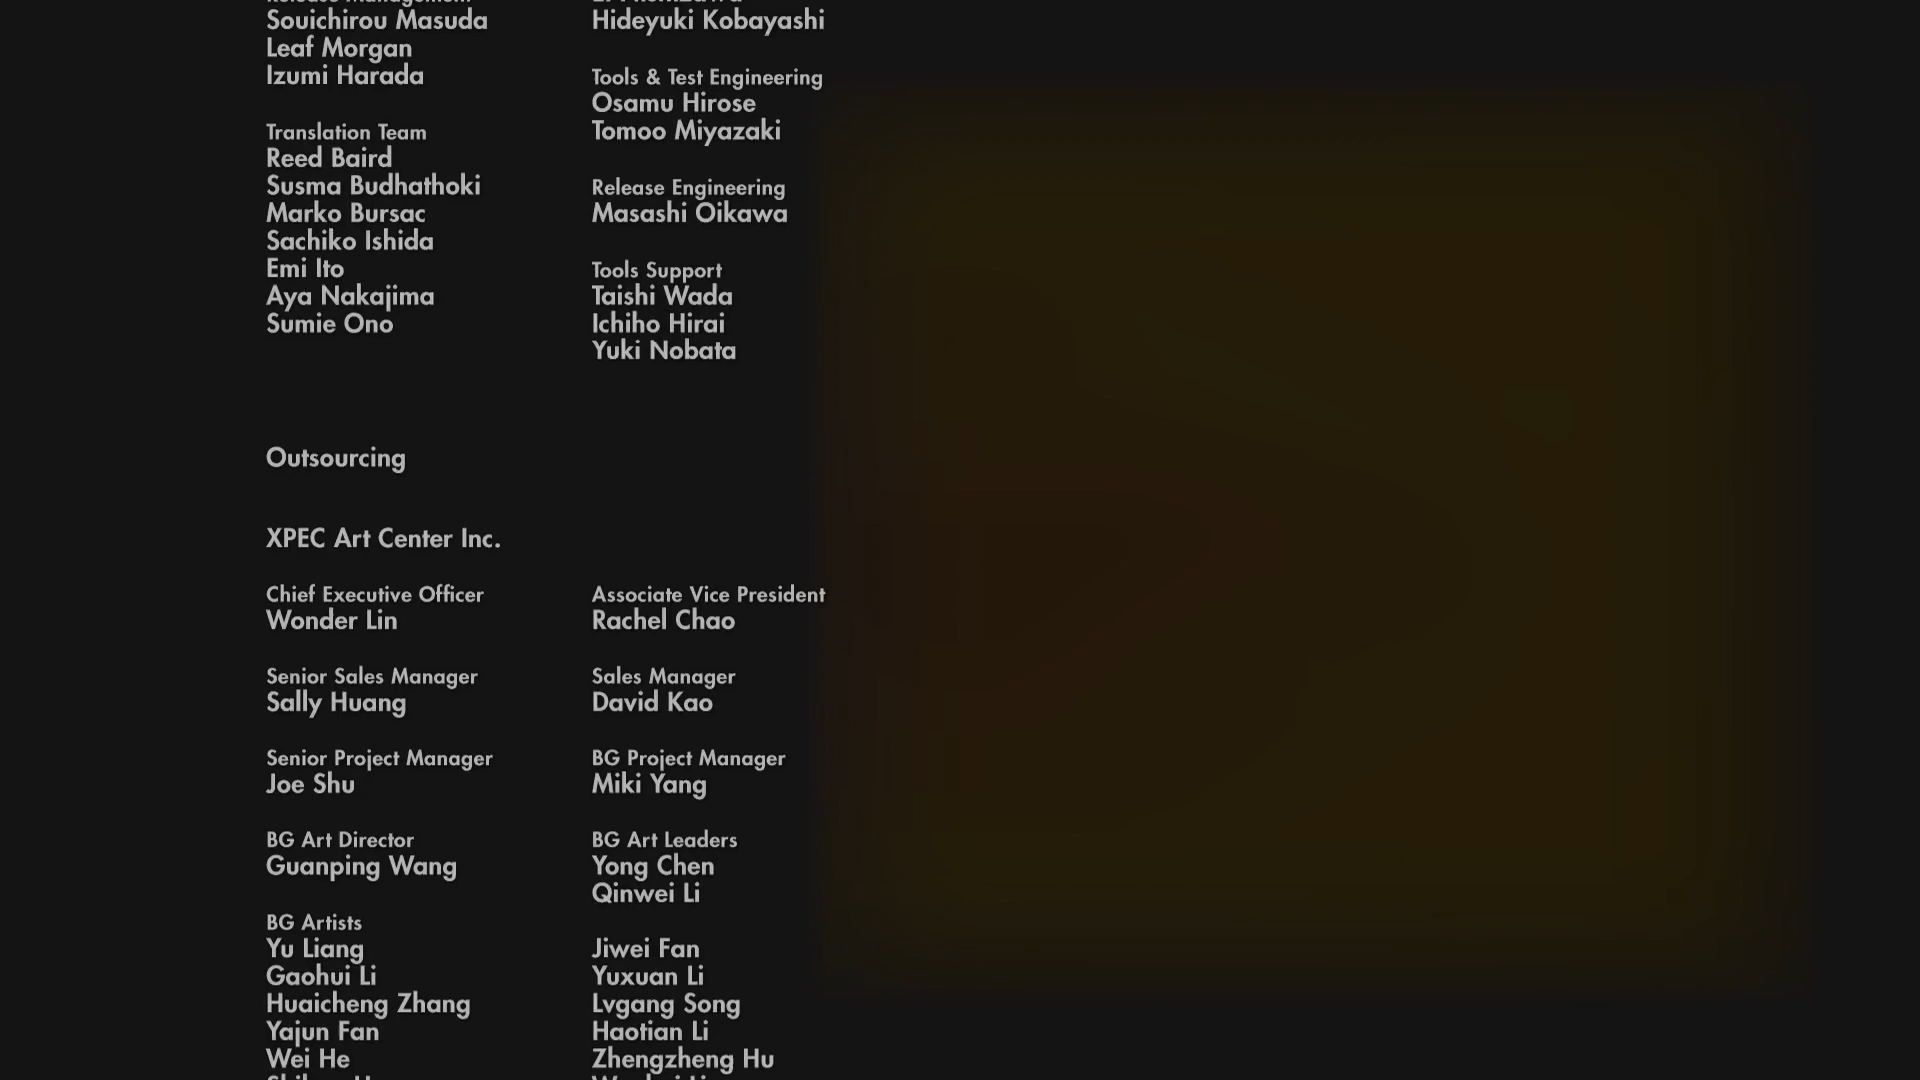 Souichirou Masuda
Leaf Morgan
Izumi Harada
Translation Team
Reed Baird
Susma Budhathoki
Marko Bursac
Sachiko Ishida
Emi Ito
Aya Nakajima
Sumie Ono
Hideyuki Kobayashi
Tools & Test Engineering
Osamu Hirose
Tomoo Miyazaki
Release Engineering
Masashi Oikawa
Tools Support
Taishi Wada
Ichiho Hirai
Yuki Nobata
Outsourcing
XPEC Art Center Inc.
Chief Executive Officer
Wonder Lin
Associate Vice President
Rachel Chao
Senior Sales Manager
Sally Huang
Sales Manager
David Kao
Senior Project Manager
Joe Shu
BG Project Manager
Miki Yang
BG Art Director
Guanping Wang
BG Art Leaders
Yong Chen
Qinwei Li
BG Artists
Yu Liang
Gaohui Li
Huaicheng Zhang
Yajun Fan
Wei He
Jiwei Fan
Yuxuan Li
Lvgang Song
Haotian Li
Zhengzheng Hu